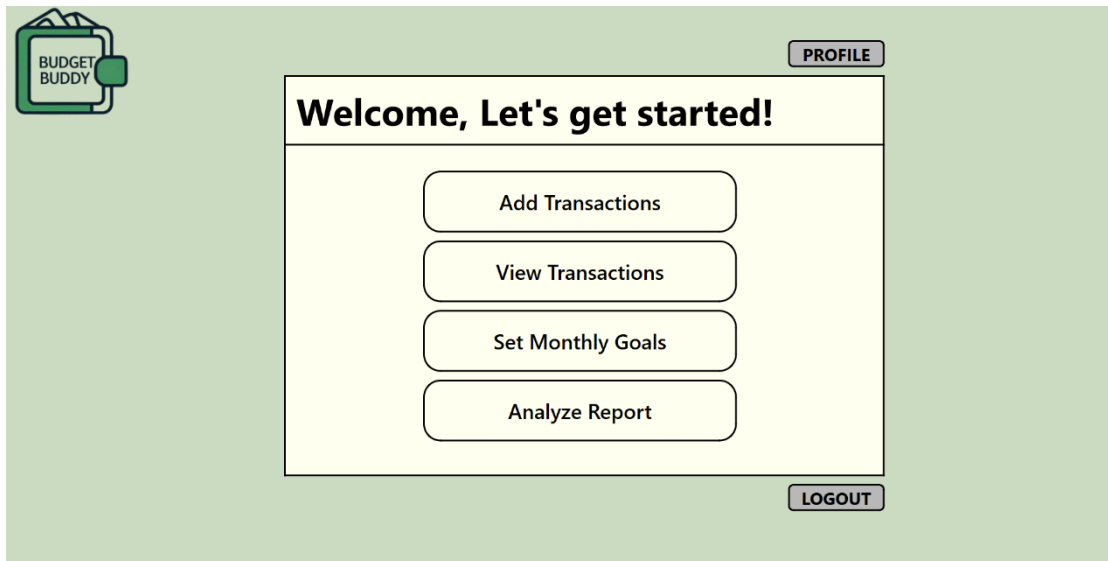 BUDGET
BUDDY
PROFILE
Welcome, Let's get started!
Add Transactions
View Transactions
Set Monthly Goals
Analyze Report
LOGOUT